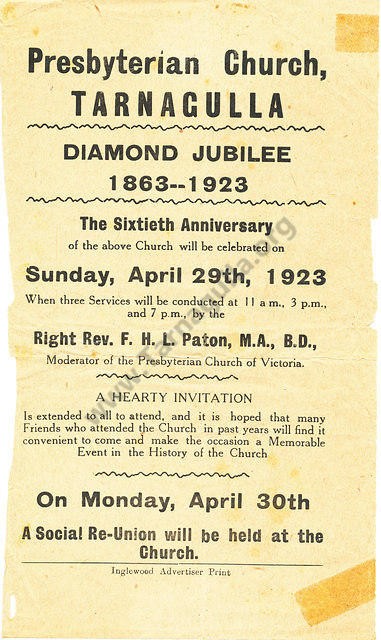 Presbyterian Church,
TARNAGULLA
DIAMOND JUBILEE
1863--1923
The Sixtieth Anniversary
of the above Church will be celebrated on
Sunday, April 29th, 1923
When three Services will be conducted at 11 a m., 3 p.m.,
and 7 p.m., by the
Right Rev. F. H. L. Paton, M.A., B.D.,
Moderator of the Presbyterian Church of Victoria.
A HEARTY INVITATION
Is extended to all to attend, and it is hoped that many
Friends who attended the Church in past years will find it
convenient to come and make the occasion a Memorable
Event in the History of the Church
On Monday, April 30th
A Social Re-Union will be held at the
Church.
Inglewood Advertiser Print
www.tarnagulla.org